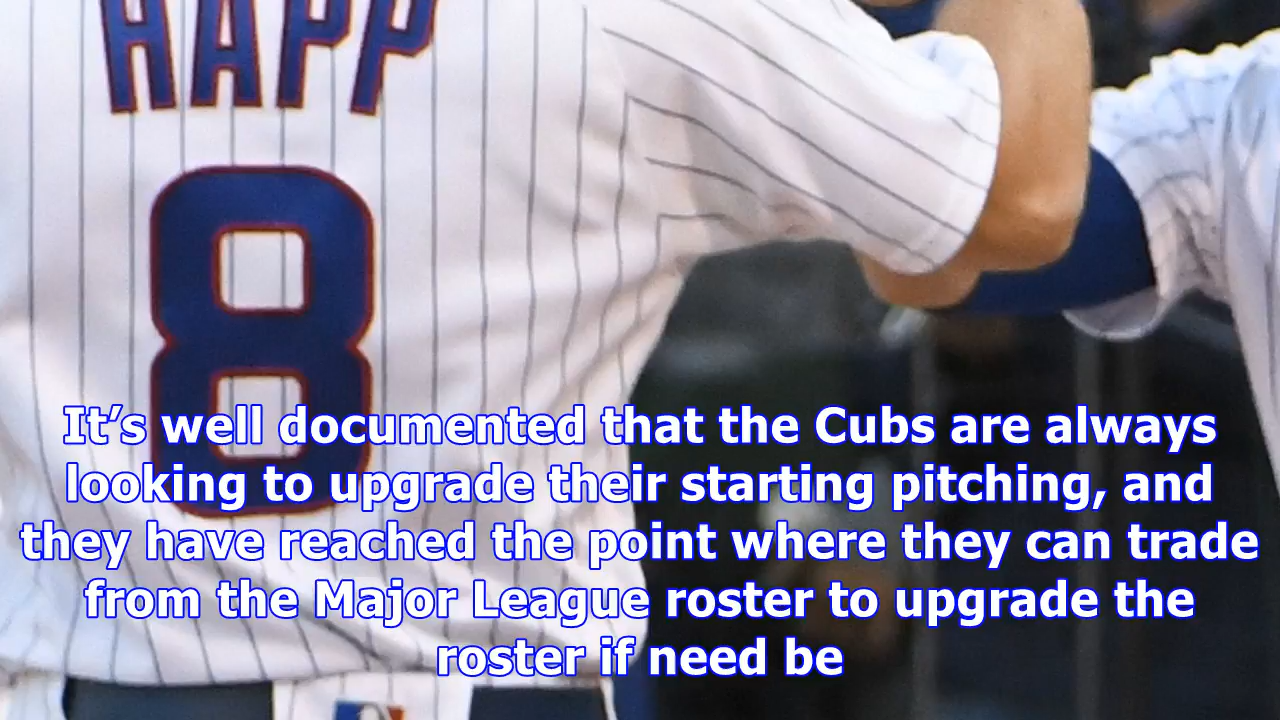 HAPP
8
It’s well documented that the Cubs are always
looking to upgrade their starting pitching, and
they have reached the point where they can trade
from the Major League roster to upgrade the
roster if need be